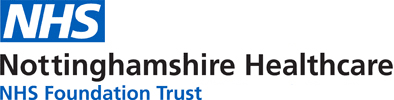 NHS
Nottinghamshire Healthcare
NHS Foundation Trust